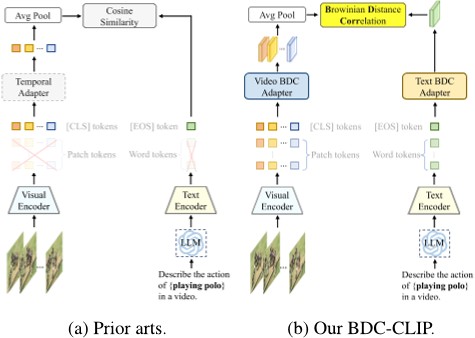 Avg Pool
Cosine
Similarity
Temporal
Adapter
[CLS] tokens
[EOS] token
Patch tokens
Word tokens
Visual
Encoder
Text
Encoder
LLM
Describe the action
of {playing polo}
in a video.
(a) Prior arts.
Avg Pool
Browinian Distance
Correlation
Video BDC
Adapter
Text BDC
Adapter
[CLS] tokens
[EOS] token
Patch tokens
Word tokens
Visual
Encoder
Text
Encoder
LLM
Describe the action
of {playing polo}
in a video.
(b) Our BDC-CLIP.